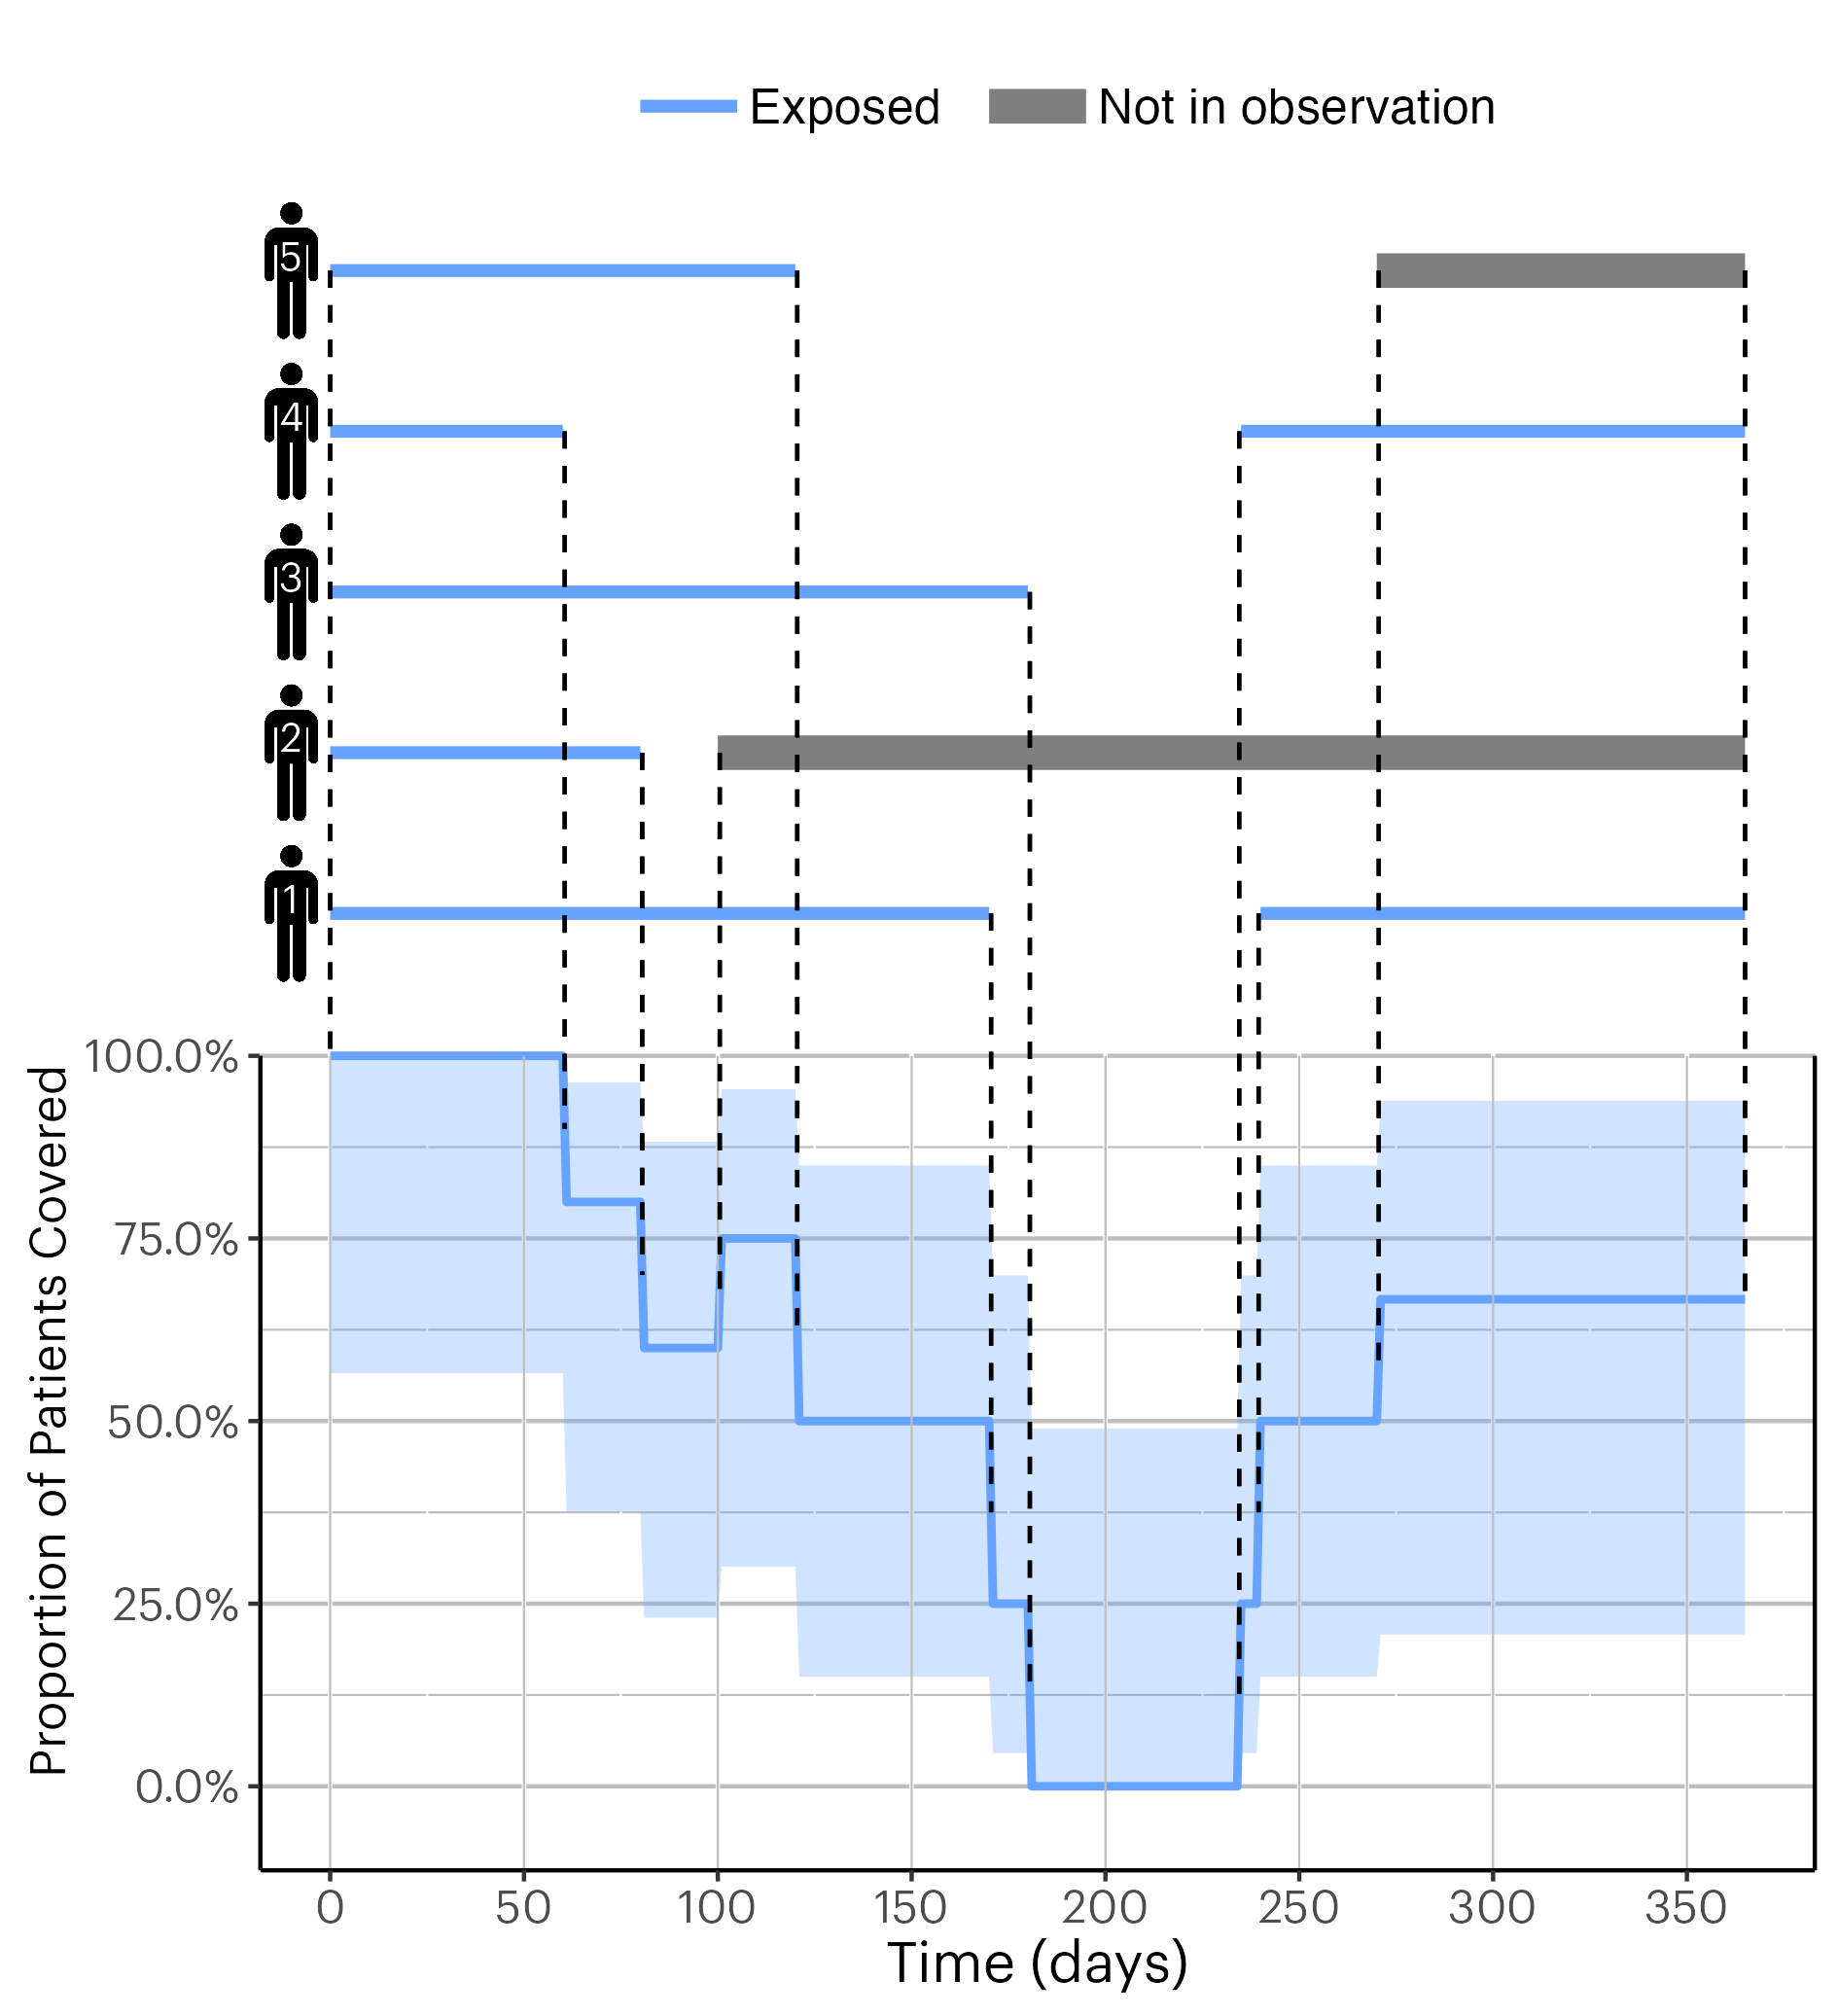 Exposed Not in observation
5
4
3
2
1
Proportion of Patients Covered
100.0%
75.0%
50.0%
25.0%
0.0%
0 50 100 150 200 250 300 350
Time (days)